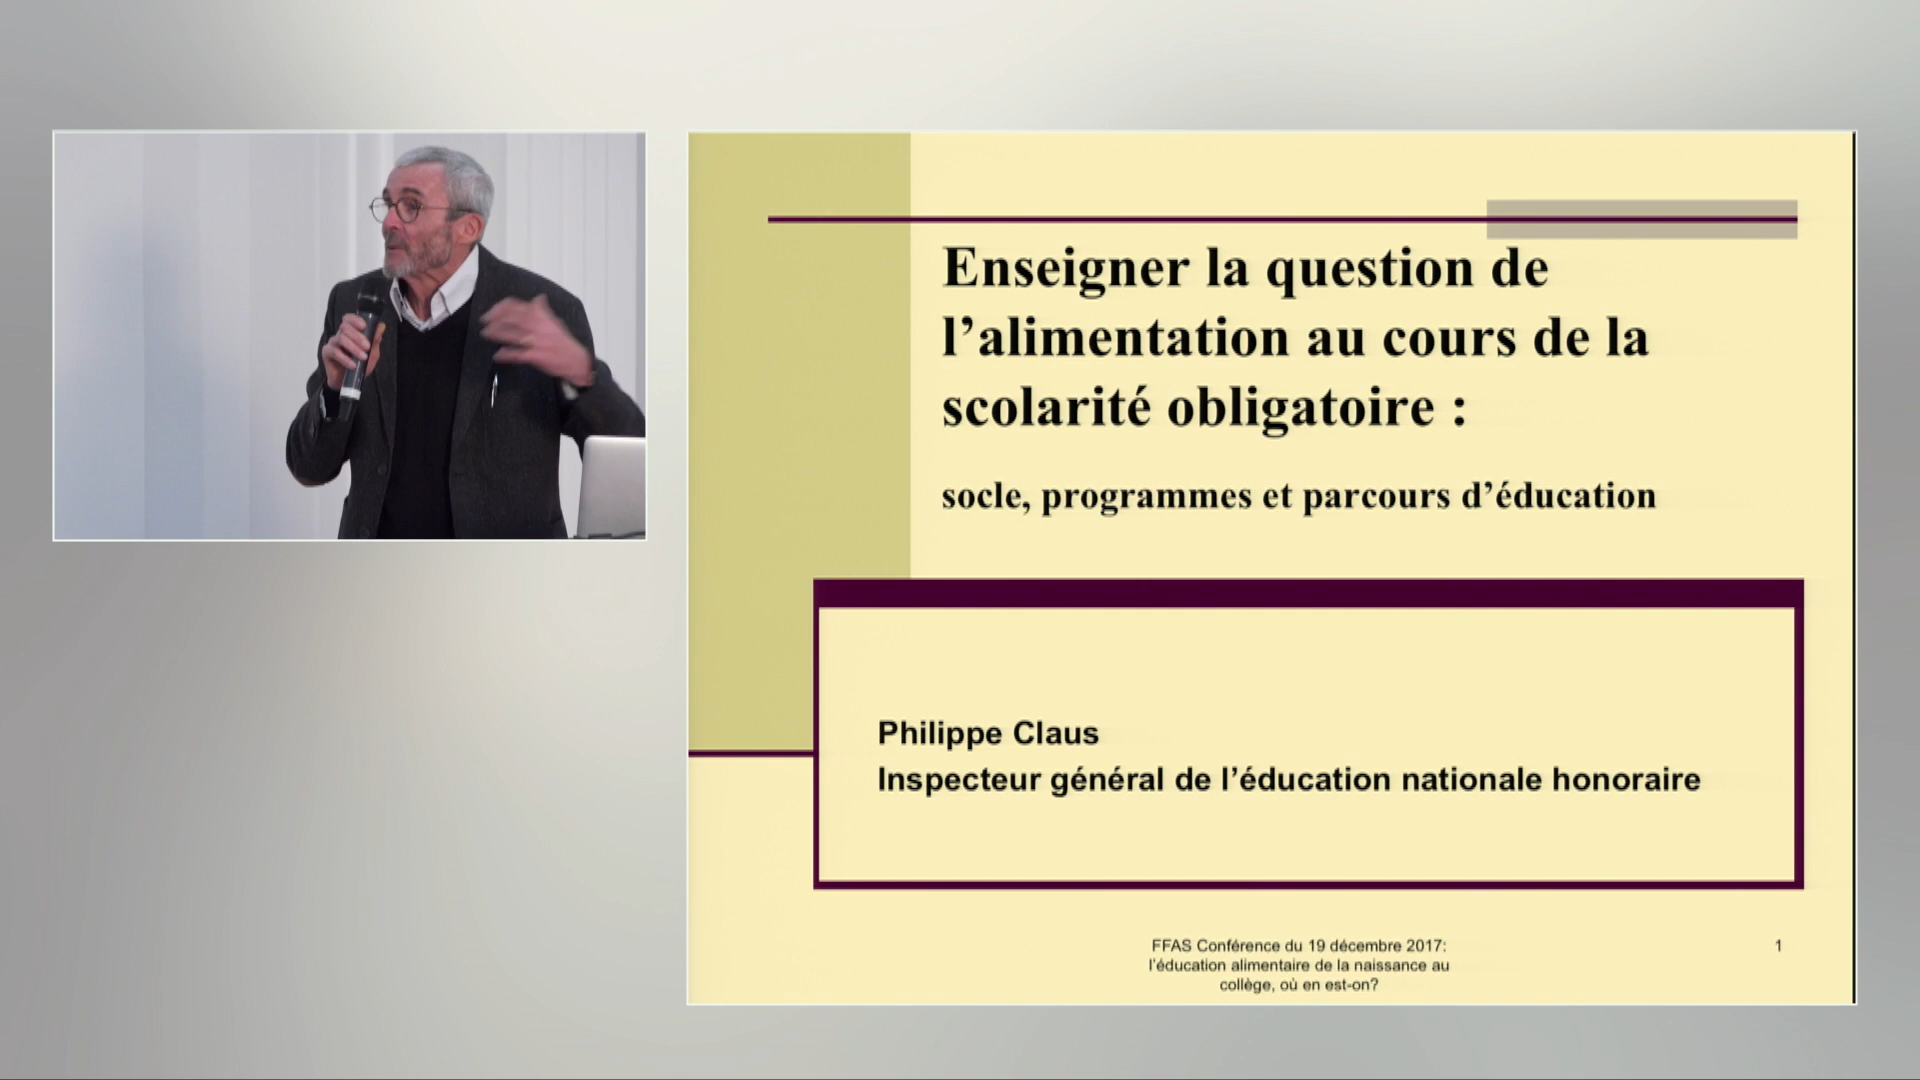 Enseigner la question de
l’alimentation au cours de la
scolarité obligatoire :
socle, programmes et parcours d’éducation
Philippe Claus
Inspecteur général de l’éducation nationale honoraire
FFAS Conférence du 19 décembre 2017:
l’éducation alimentaire de la naissance au
collège, où en est-on?
1